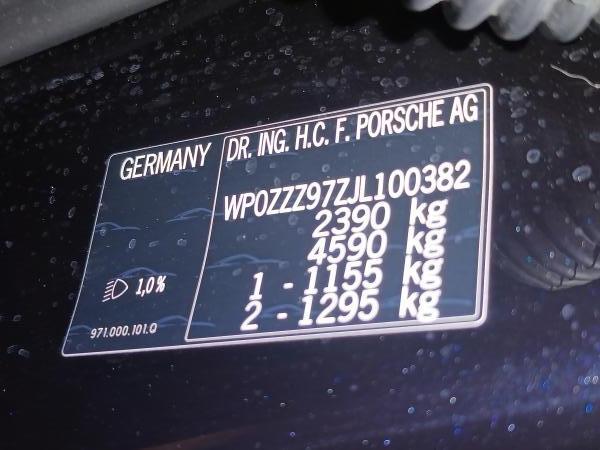 GERMANY
DR. ING. H.C. F. PORSCHE AG
WP0ZZZ97ZJL100382
2390 kg
4590 kg
1 - 1155 kg
2 - 1295 kg
1,0%
971.000.101.Q